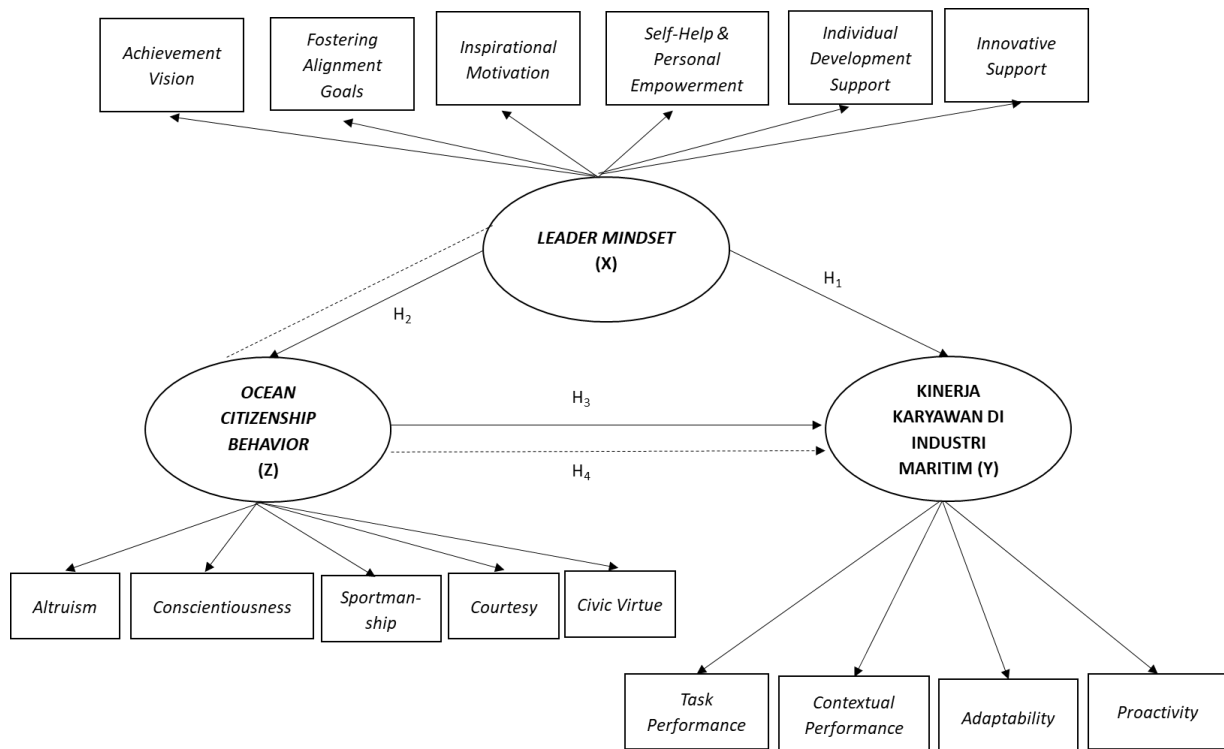 Achievement
Vision
Fostering
Alignment
Goals
Inspirational
Motivation
Self-Help &
Personal
Empowerment
Individual
Development
Support
Innovative
Support
LEADER MINDSET
(X)
H1
H2
OCEAN
CITIZENSHIP
BEHAVIOR
(Z)
H3
H4
KINERJA
KARYAWAN DI
INDUSTRI
MARITIM (Y)
Altruism
Conscientiousness
Sportman-
ship
Courtesy
Civic Virtue
Task
Performance
Contextual
Performance
Adaptability
Proactivity